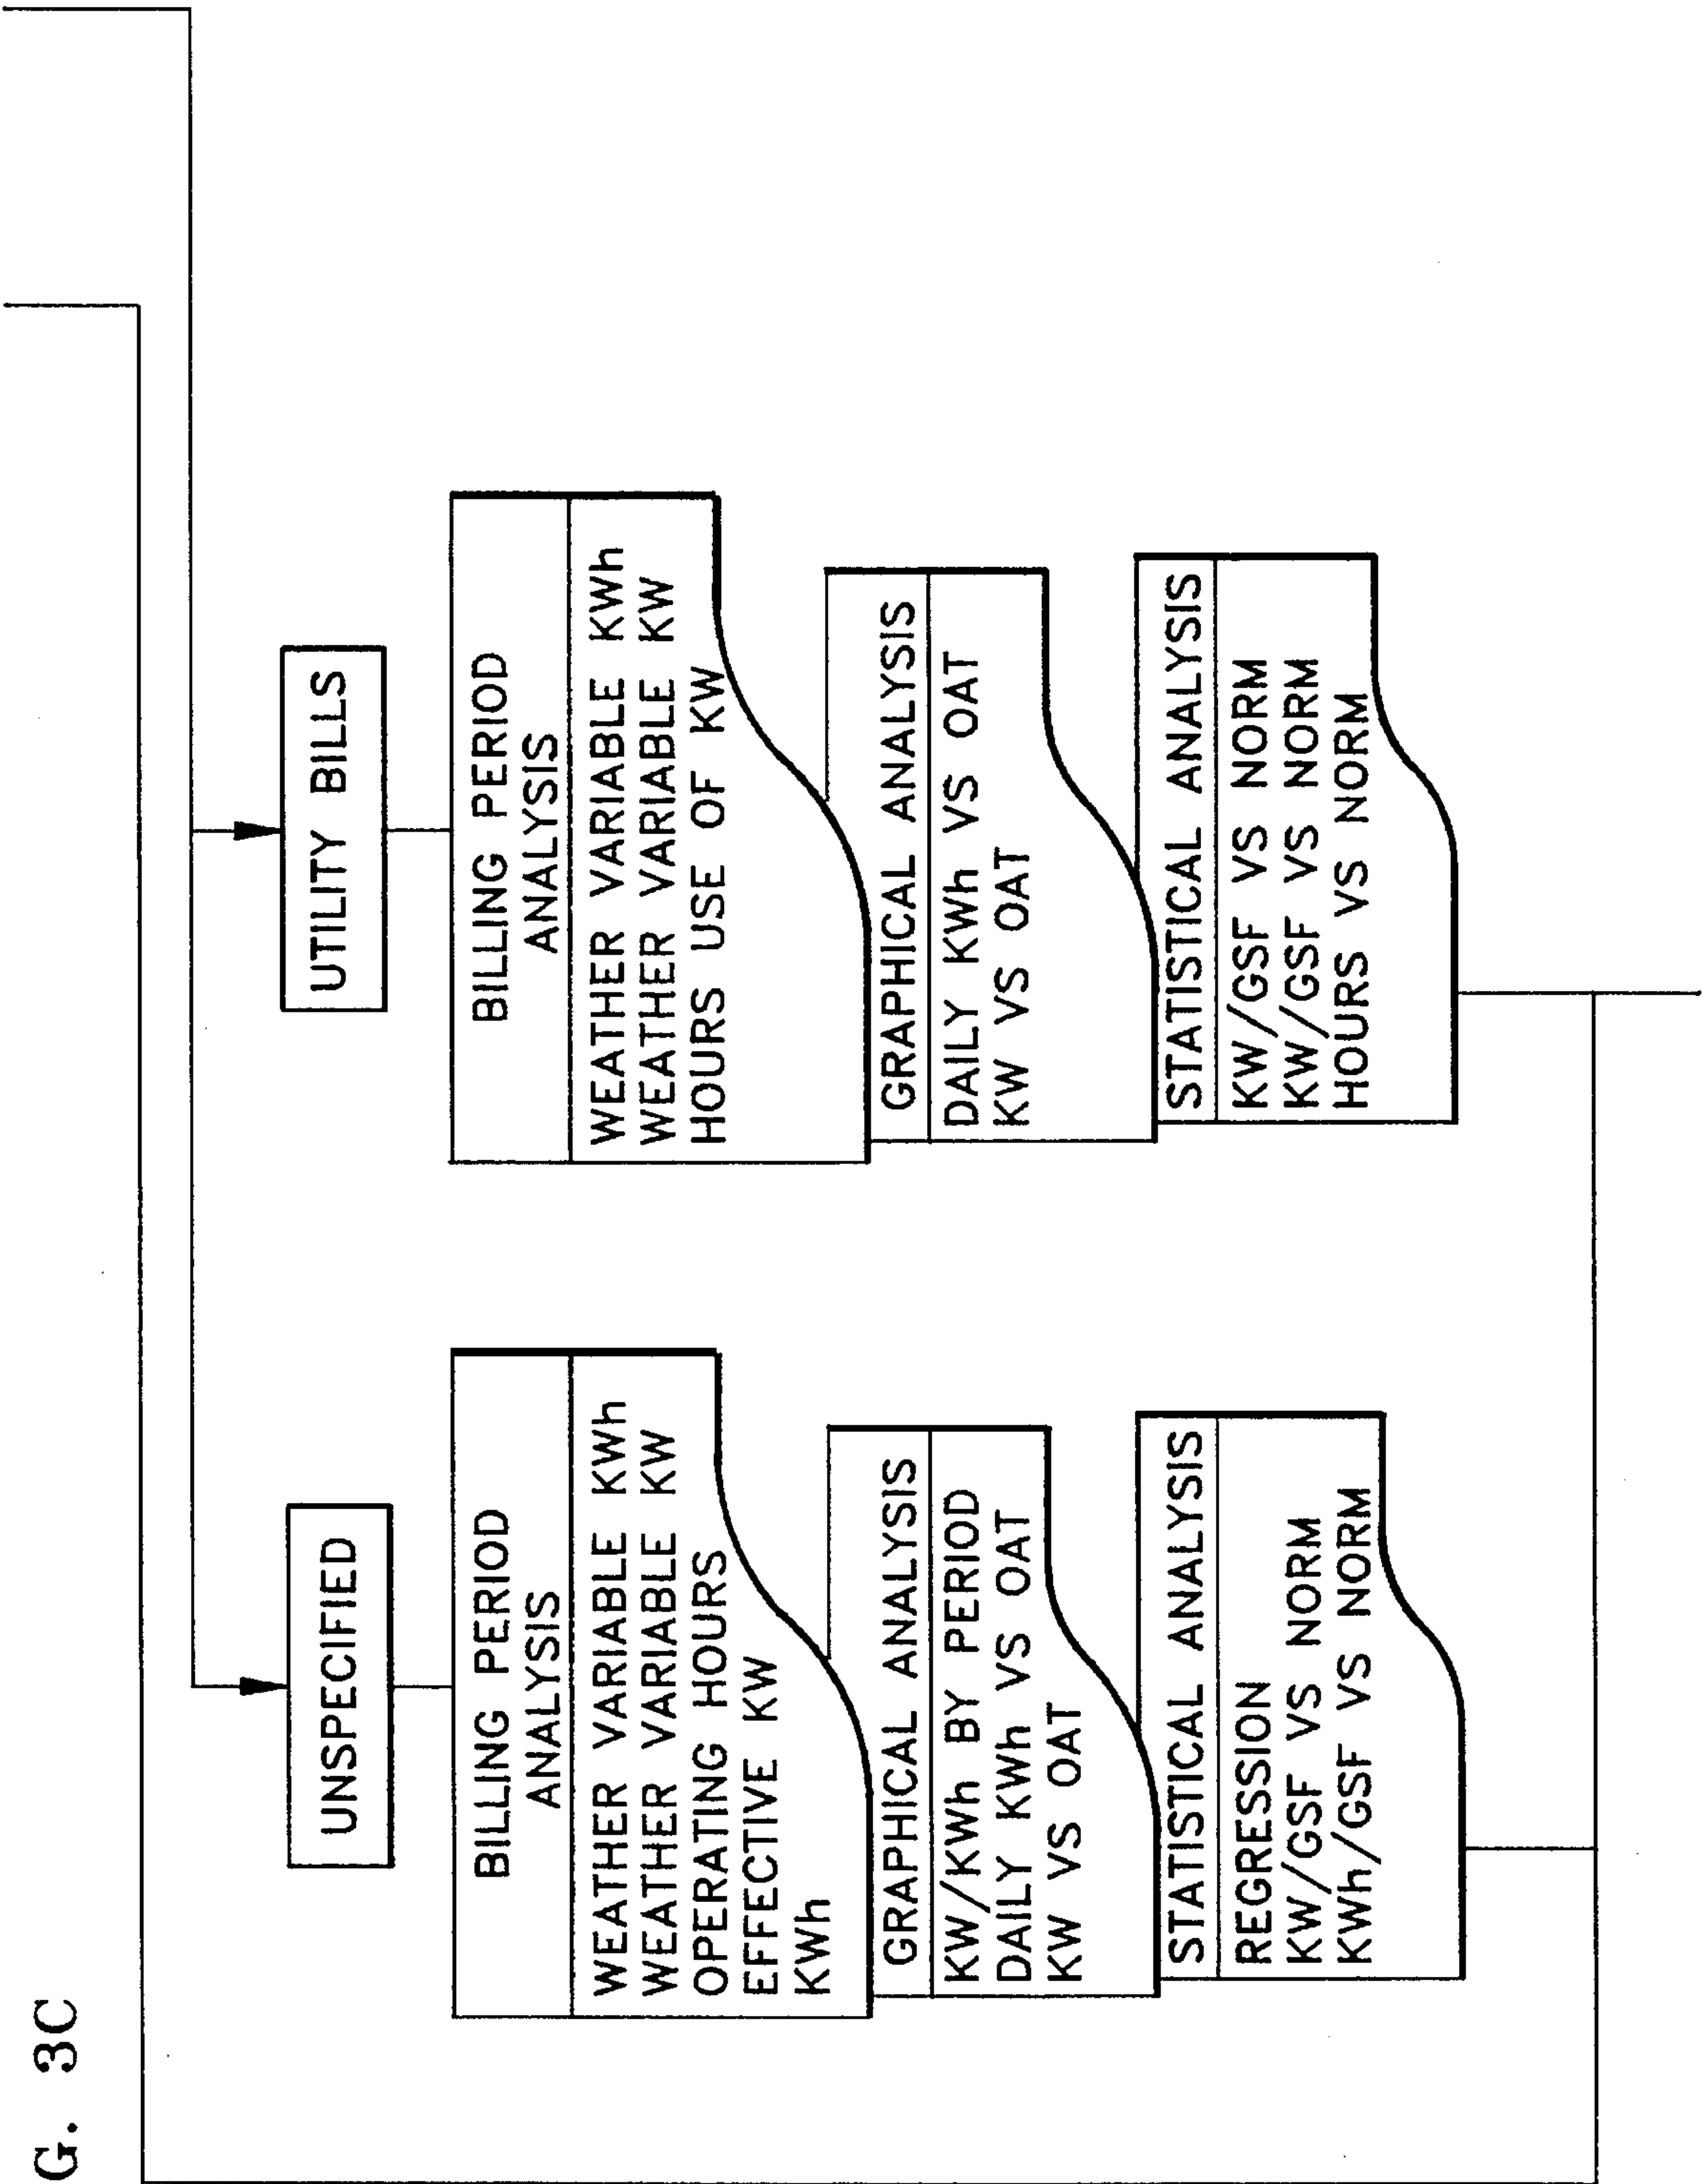 G. 3C
UNSPECIFIED
BILLING PERIOD
ANALYSIS
WEATHER VARIABLE KWh
WEATHER VARIABLE KW
OPERATING HOURS
EFFECTIVE KW
KWh
GRAPHICAL ANALYSIS
KW/KWh BY PERIOD
DAILY KWh VS OAT
KW VS OAT
STATISTICAL ANALYSIS
REGRESSION
KW/GSF VS NORM
KWh/GSF VS NORM
UTILITY BILLS
BILLING PERIOD
ANALYSIS
WEATHER VARIABLE KWh
WEATHER VARIABLE KW
HOURS USE OF KW
GRAPHICAL ANALYSIS
DAILY KWh VS OAT
KW VS OAT
STATISTICAL ANALYSIS
KW/GSF VS NORM
KW/GSF VS NORM
HOURS VS NORM